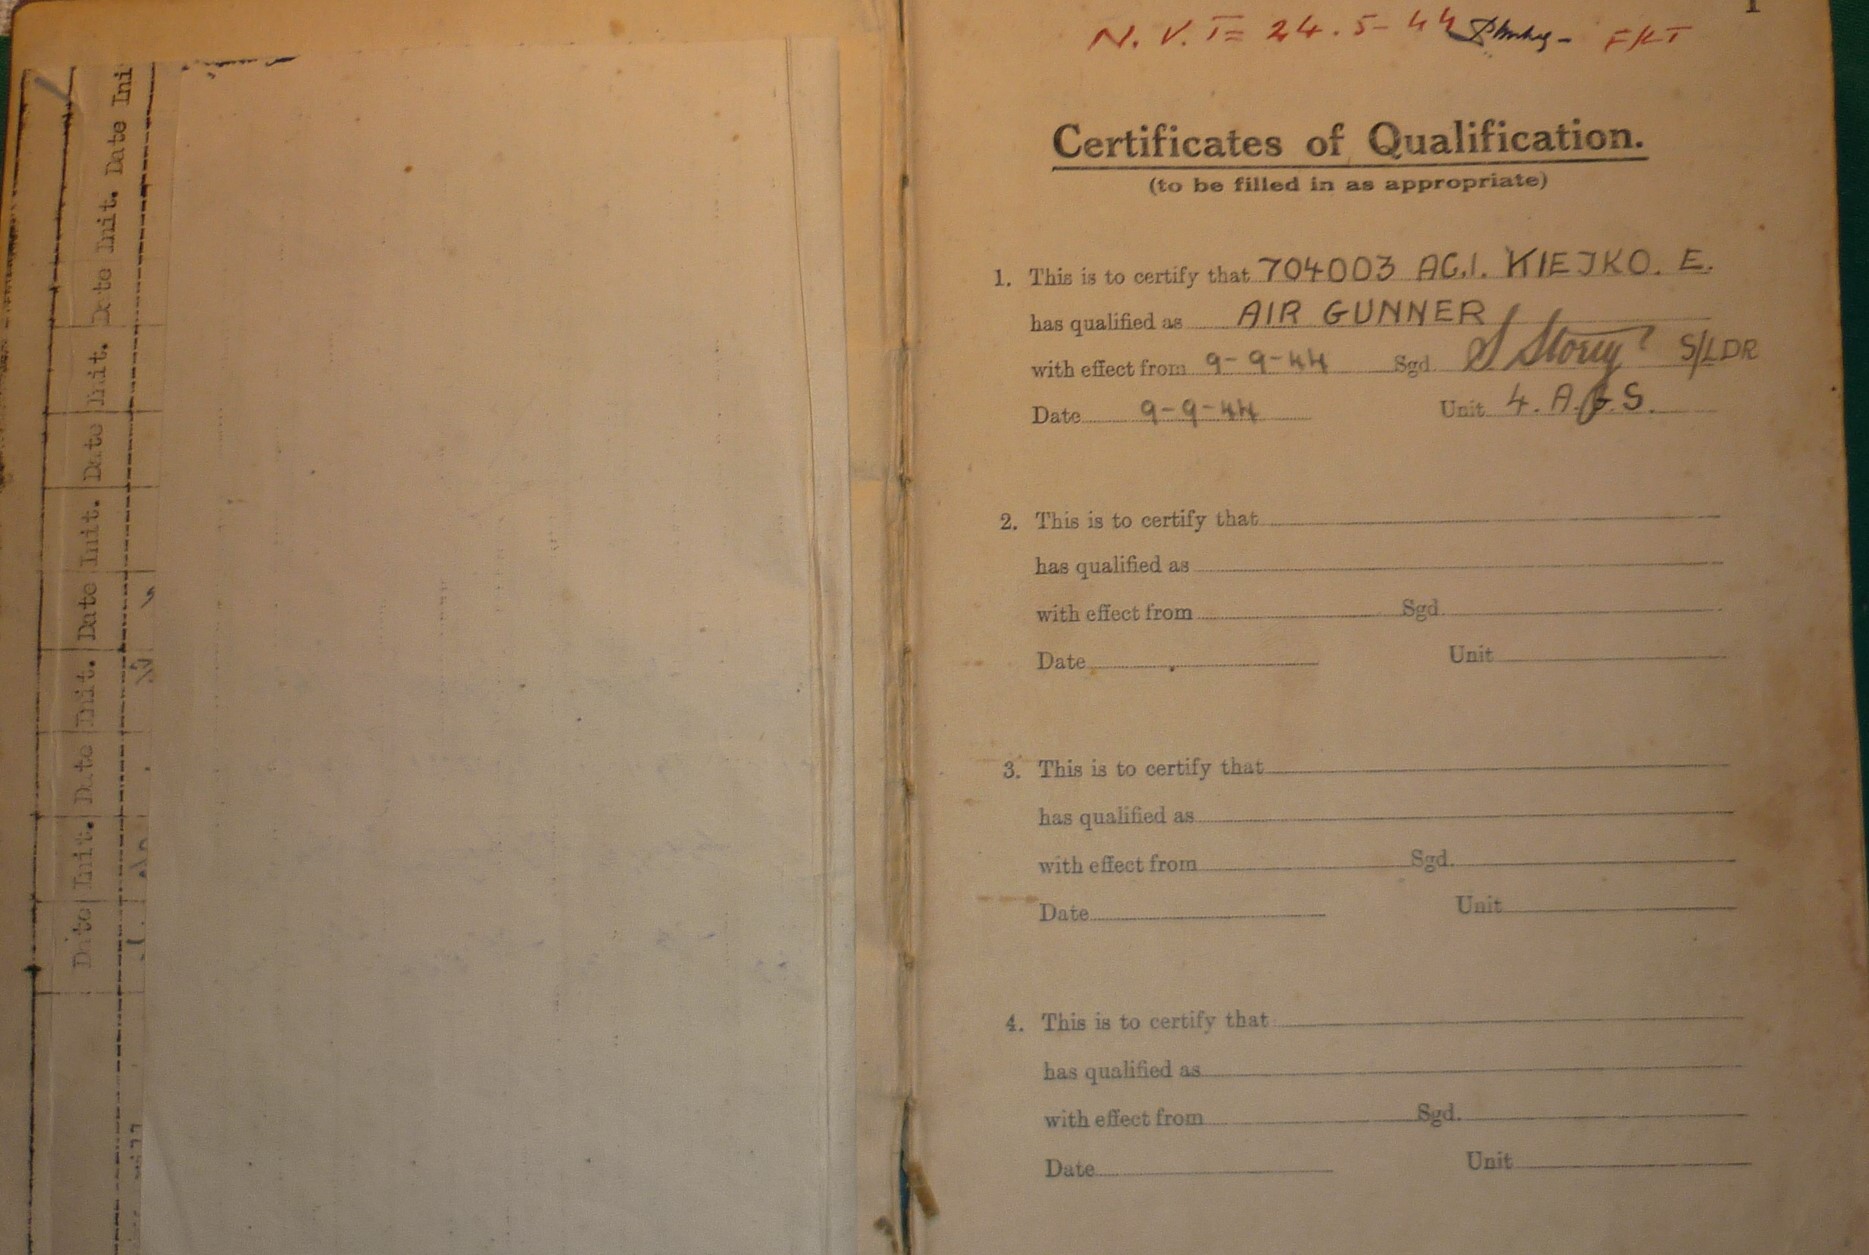 Date Init. Date Init. Date Init. Date Init. Date Init. Date Init. Date Ini
1
N. V. T= 24.5-44 F/LT
Certificates of Qualification.
(to be filled in as appropriate)
1. This is to certify that 704003 AC.1. KIEJKO. E.
has qualified as AIR GUNNER
with effect from 9-9-44 Sgd. S Storey S/LDR
Date 9-9-44 Unit 4. A.G.S.
2. This is to certify that
has qualified as
with effect from Sgd.
Date Unit
3. This is to certify that
has qualified as
with effect from Sgd.
Date Unit
4. This is to certify that
has qualified as
with effect from Sgd.
Date Unit